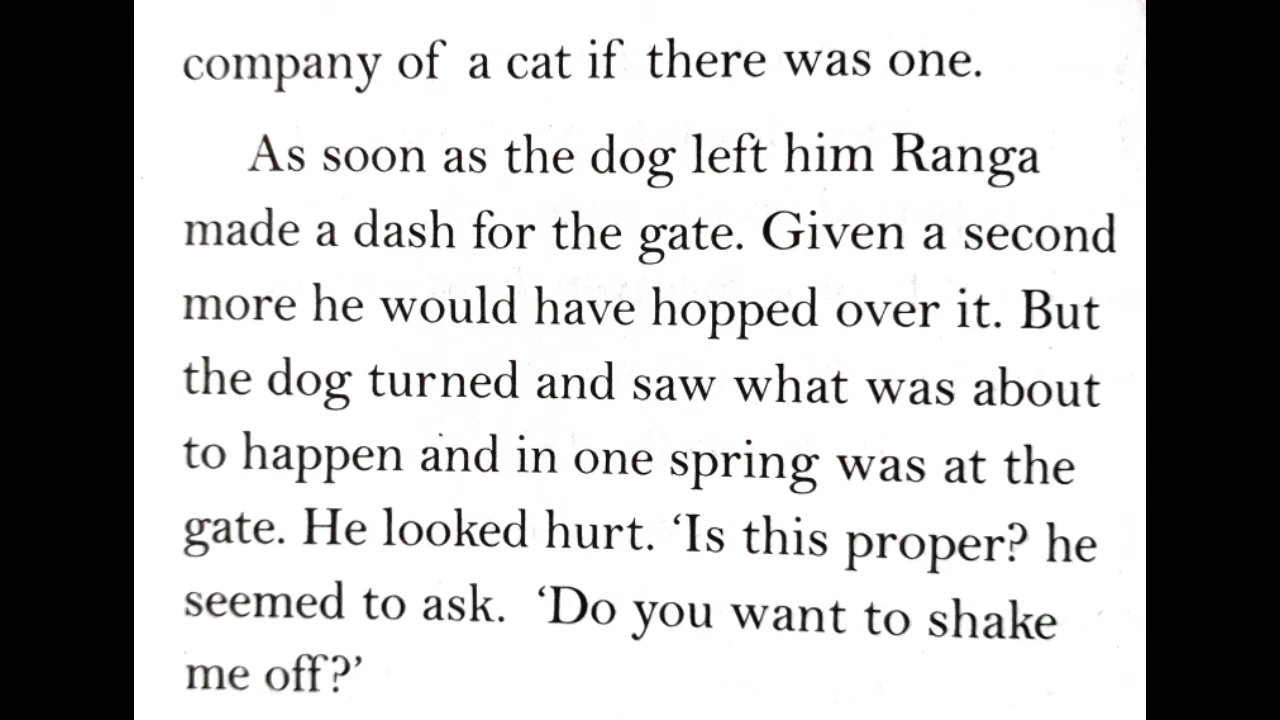 company of a cat if there was one.
As soon as the dog left him Ranga
made a dash for the gate. Given a second
more he would have hopped over it. But
the dog turned and saw what was about
to happen and in one spring was at the
gate. He looked hurt. ‘Is this proper? he
seemed to ask. ‘Do you want to shake
me off?’